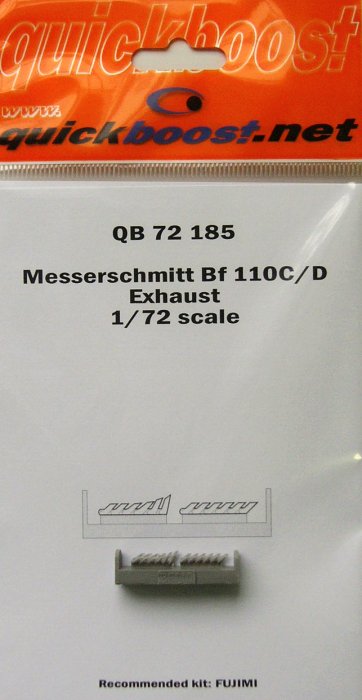 quickboost
www.
quickboost.net
QB 72 185
Messerschmitt Bf 110C/D
Exhaust
1/72 scale
Recommended kit: FUJIMI